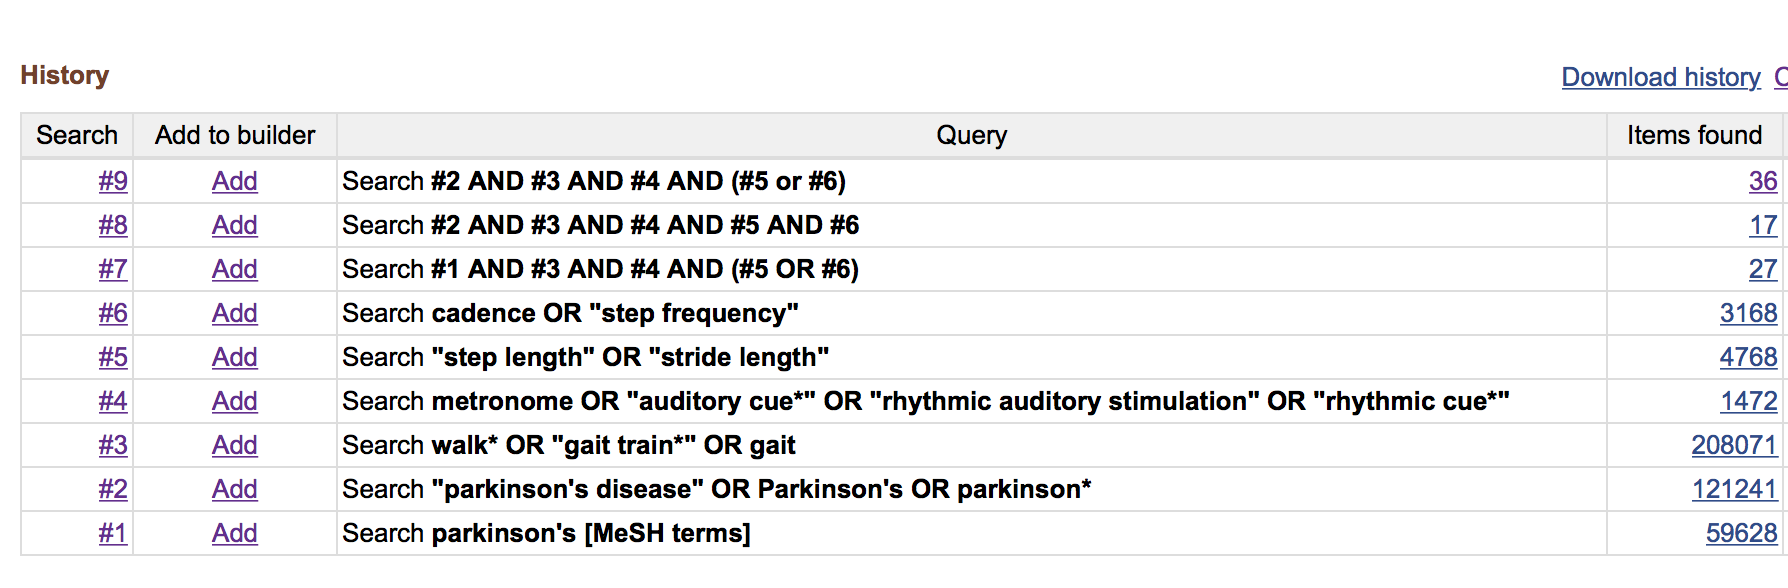 History
Download history C
Search Add to builder Query Items found
#9 Add Search #2 AND #3 AND #4 AND (#5 or #6) 36
#8 Add Search #2 AND #3 AND #4 AND #5 AND #6 17
#7 Add Search #1 AND #3 AND #4 AND (#5 OR #6) 27
#6 Add Search cadence OR "step frequency" 3168
#5 Add Search "step length" OR "stride length" 4768
#4 Add Search metronome OR "auditory cue*" OR "rhythmic auditory stimulation" OR "rhythmic cue*" 1472
#3 Add Search walk* OR "gait train*" OR gait 208071
#2 Add Search "parkinson's disease" OR Parkinson's OR parkinson* 121241
#1 Add Search parkinson's [MeSH terms] 59628